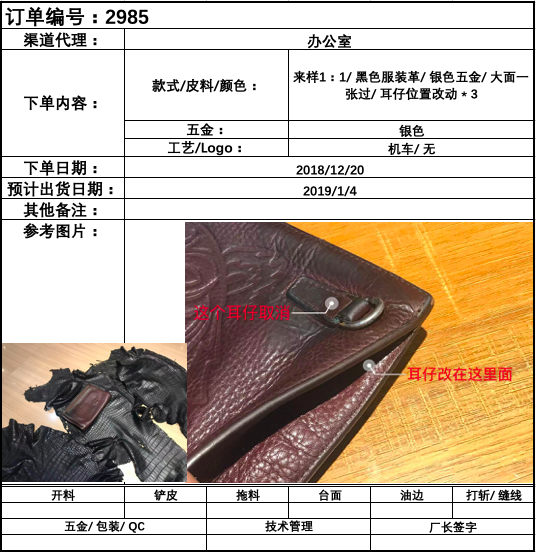 订单编号：2985
渠道代理：
办公室
下单内容：
款式/皮料/颜色：
来样1：1/ 黑色服装革/ 银色五金/ 大面一
张过/ 耳仔位置改动 * 3
五金：
银色
工艺/Logo：
机车/ 无
下单日期：
2018/12/20
预计出货日期：
2019/1/4
其他备注：
参考图片：
这个耳仔取消
耳仔改在这里面
开料
铲皮
拖料
台面
油边
打斩/ 缝线
五金/ 包装/ QC
技术管理
厂长签字